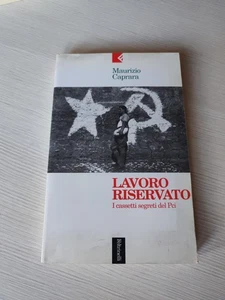 Maurizio
Caprara
LAVORO
RISERVATO
I cassetti segreti del Pci
Feltrinelli